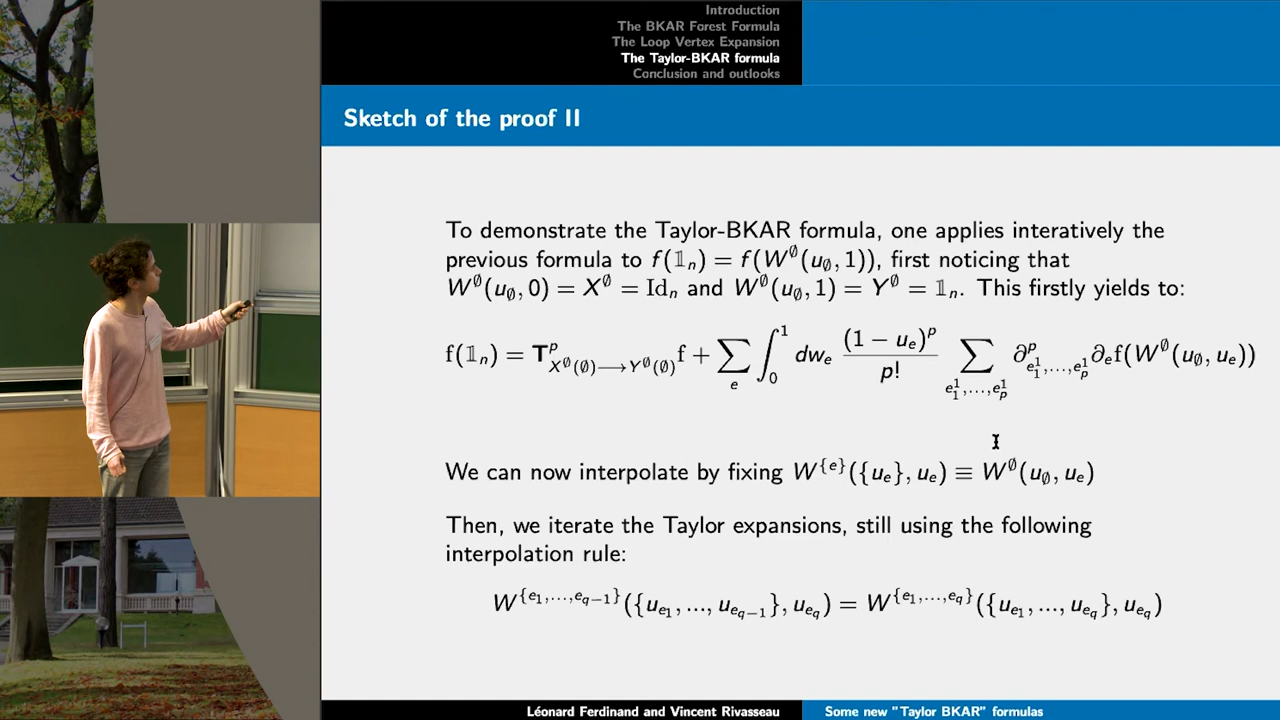 Introduction
The BKAR Forest Formula
The Loop Vertex Expansion
The Taylor-BKAR formula
Conclusion and outlooks
Sketch of the proof II
To demonstrate the Taylor-BKAR formula, one applies interatively the
previous formula to f(𝟙ₙ) = f(W^∅(u_∅, 1)), first noticing that
W^∅(u_∅, 0) = X^∅ = Idₙ and W^∅(u_∅, 1) = Y^∅ = 𝟙ₙ. This firstly yields to:
f(𝟙ₙ) = T^p_{X^∅(∅)⟶Y^∅(∅)} f + ∑_e ∫_0^1 dw_e (1 − u_e)^p / p! ∑_{e_1^1,...,e_p^1} ∂^p_{e_1^1,...,e_p^1} ∂_e f(W^∅(u_∅, u_e))
We can now interpolate by fixing W^{{e}}({u_e}, u_e) ≡ W^∅(u_∅, u_e)
Then, we iterate the Taylor expansions, still using the following
interpolation rule:
W^{{e_1,...,e_{q−1}}}({u_{e_1}, ..., u_{e_{q−1}}}, u_{e_q}) = W^{{e_1,...,e_q}}({u_{e_1}, ..., u_{e_q}}, u_{e_q})
Léonard Ferdinand and Vincent Rivasseau
Some new "Taylor BKAR" formulas